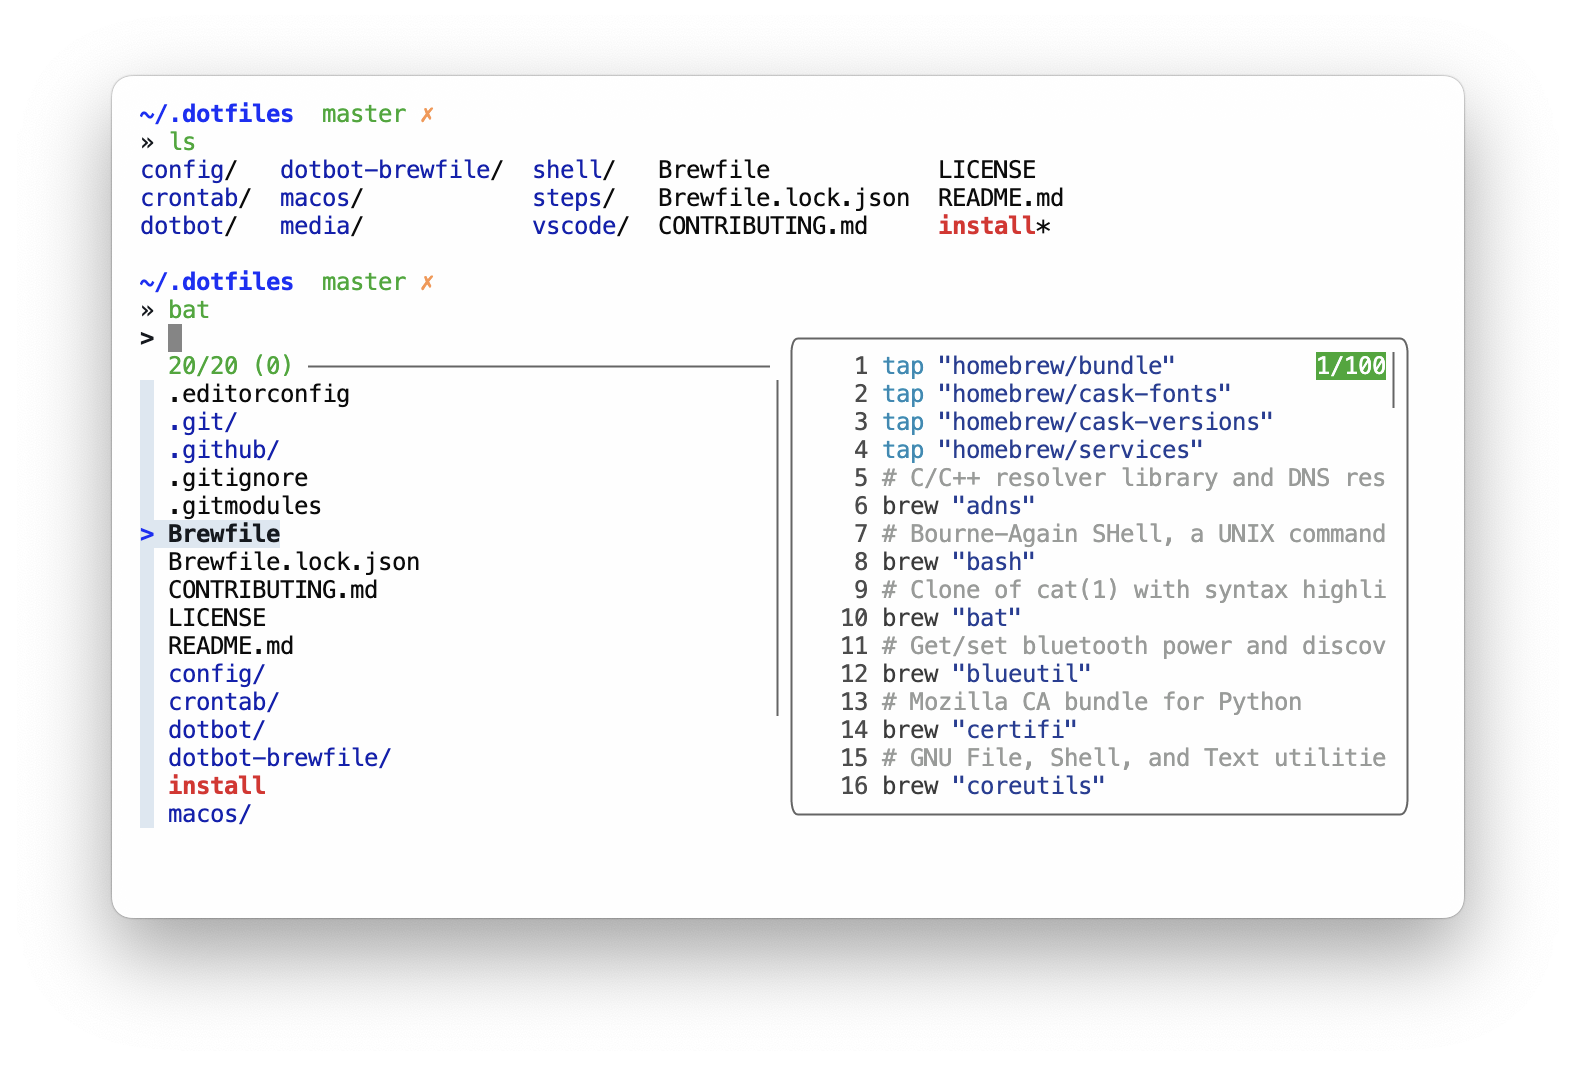 ~/.dotfiles  master ✗
» ls
config/   dotbot-brewfile/  shell/   Brewfile            LICENSE
crontab/  macos/            steps/   Brewfile.lock.json  README.md
dotbot/   media/            vscode/  CONTRIBUTING.md     install*
~/.dotfiles  master ✗
» bat
>
20/20 (0)
.editorconfig
.git/
.github/
.gitignore
.gitmodules
> Brewfile
Brewfile.lock.json
CONTRIBUTING.md
LICENSE
README.md
config/
crontab/
dotbot/
dotbot-brewfile/
install
macos/
1 tap "homebrew/bundle" 1/100
2 tap "homebrew/cask-fonts"
3 tap "homebrew/cask-versions"
4 tap "homebrew/services"
5 # C/C++ resolver library and DNS res
6 brew "adns"
7 # Bourne-Again SHell, a UNIX command
8 brew "bash"
9 # Clone of cat(1) with syntax highli
10 brew "bat"
11 # Get/set bluetooth power and discov
12 brew "blueutil"
13 # Mozilla CA bundle for Python
14 brew "certifi"
15 # GNU File, Shell, and Text utilitie
16 brew "coreutils"